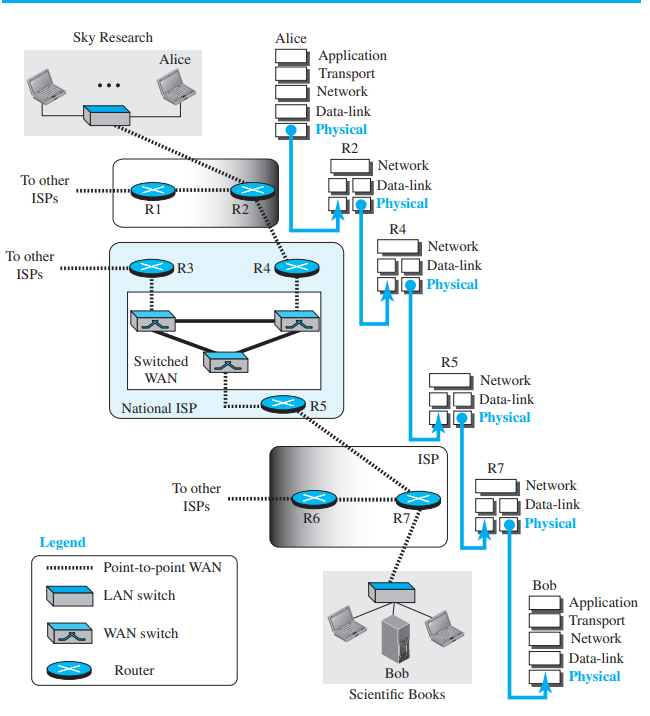 Sky Research
Alice
Alice
Application
Transport
Network
Data-link
Physical
R2
Network
Data-link
Physical
To other
ISPs
R1
R2
R4
Network
Data-link
Physical
To other
ISPs
R3
R4
Switched
WAN
National ISP
R5
R5
Network
Data-link
Physical
ISP
To other
ISPs
R6
R7
R7
Network
Data-link
Physical
Legend
Point-to-point WAN
LAN switch
WAN switch
Router
Bob
Scientific Books
Bob
Application
Transport
Network
Data-link
Physical